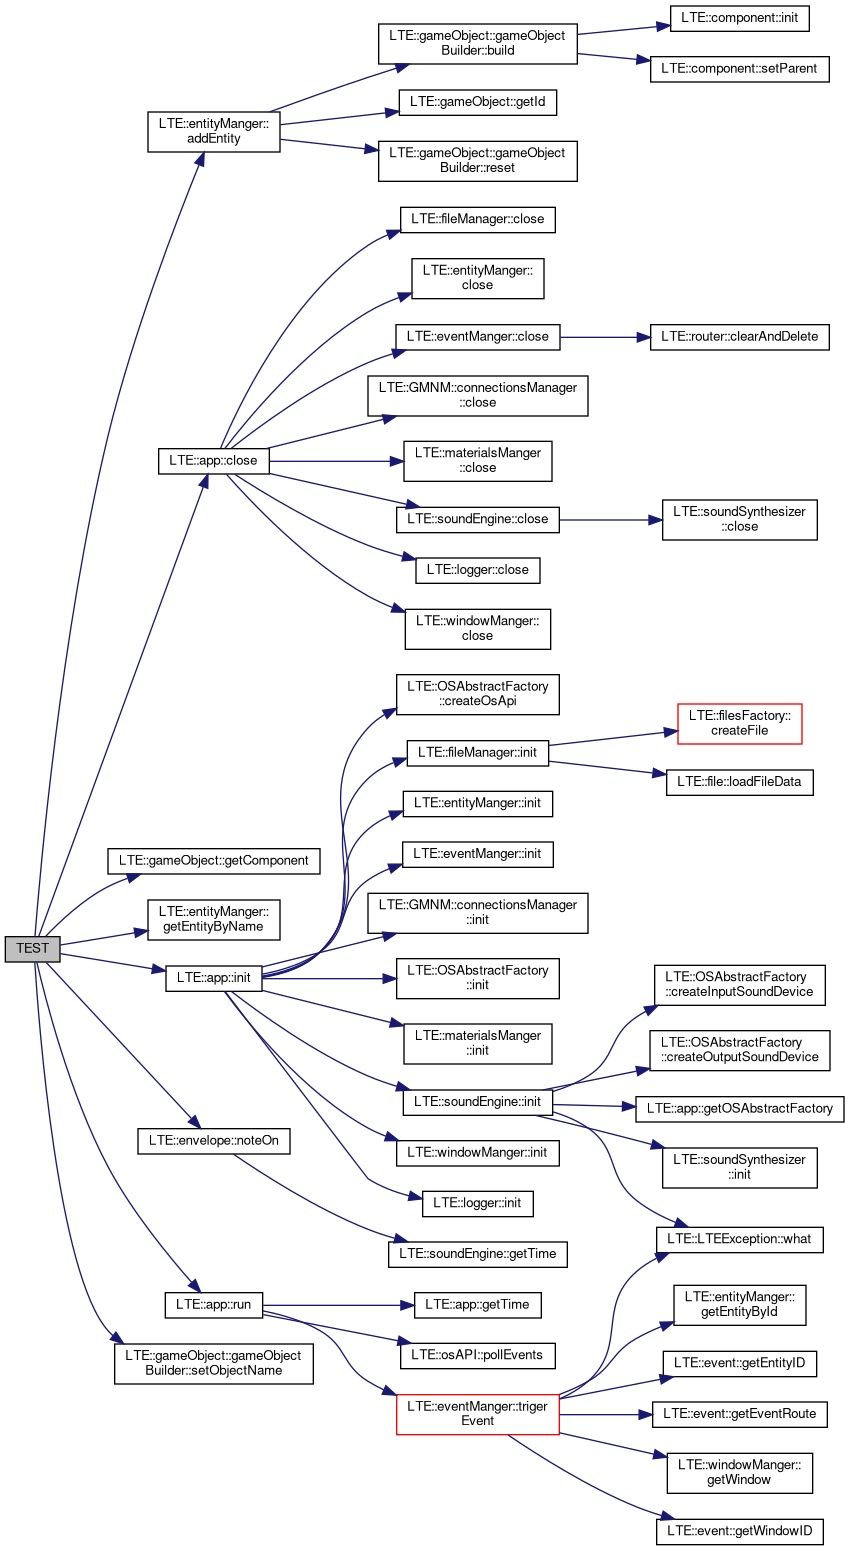 LTE::component::init
LTE::gameObject::gameObject
Builder::build
LTE::component::setParent
LTE::gameObject::getId
LTE::entityManger::
addEntity
LTE::gameObject::gameObject
Builder::reset
LTE::fileManager::close
LTE::entityManger::
close
LTE::eventManger::close
LTE::router::clearAndDelete
LTE::GMNM::connectionsManager
::close
LTE::app::close
LTE::materialsManger
::close
LTE::soundEngine::close
LTE::soundSynthesizer
::close
LTE::logger::close
LTE::windowManger::
close
LTE::OSAbstractFactory
::createOsApi
LTE::filesFactory::
createFile
LTE::fileManager::init
LTE::file::loadFileData
LTE::entityManger::init
LTE::eventManger::init
LTE::gameObject::getComponent
LTE::entityManger::
getEntityByName
LTE::GMNM::connectionsManager
::init
TEST
LTE::app::init
LTE::OSAbstractFactory
::init
LTE::OSAbstractFactory
::createInputSoundDevice
LTE::materialsManger
::init
LTE::OSAbstractFactory
::createOutputSoundDevice
LTE::soundEngine::init
LTE::app::getOSAbstractFactory
LTE::envelope::noteOn
LTE::windowManger::init
LTE::soundSynthesizer
::init
LTE::logger::init
LTE::LTEException::what
LTE::soundEngine::getTime
LTE::app::run
LTE::app::getTime
LTE::entityManger::
getEntityById
LTE::osAPI::pollEvents
LTE::gameObject::gameObject
Builder::setObjectName
LTE::event::getEntityID
LTE::eventManger::triger
Event
LTE::event::getEventRoute
LTE::windowManger::
getWindow
LTE::event::getWindowID